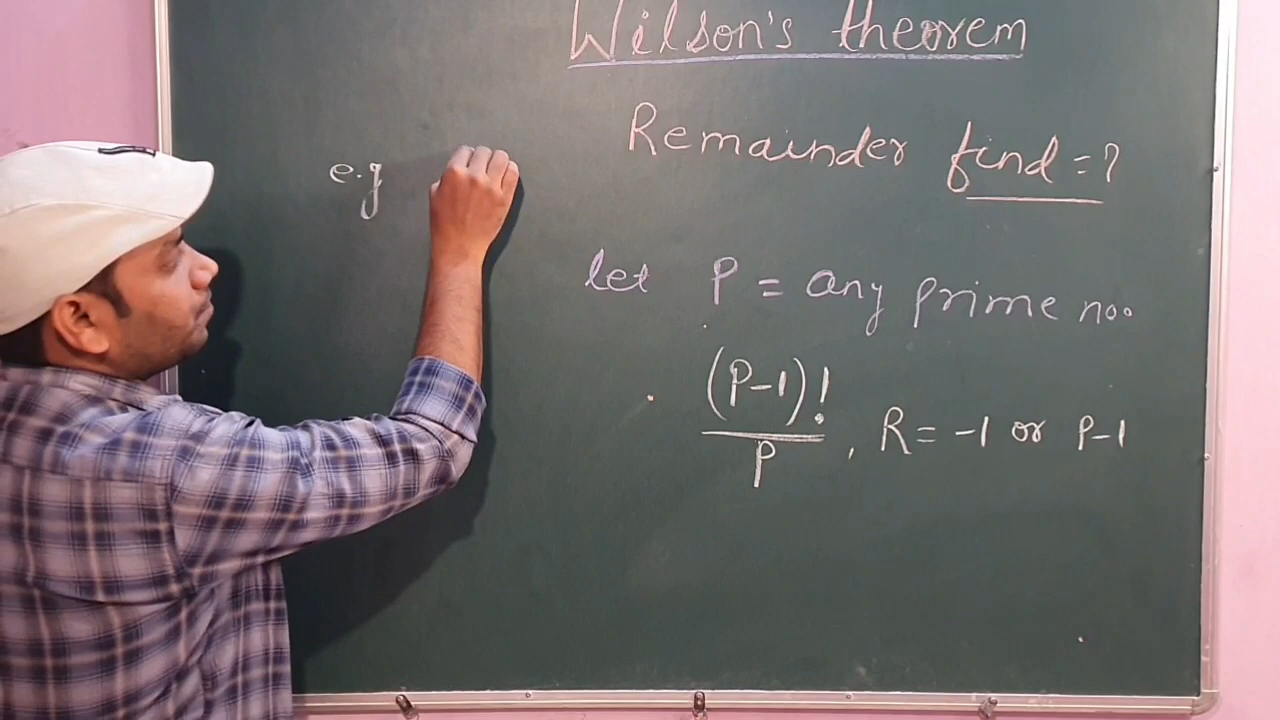 Wilson's theorem
Remainder find = ?
e.g
let P = any prime no.
(P-1)!
P
, R = -1 or P-1